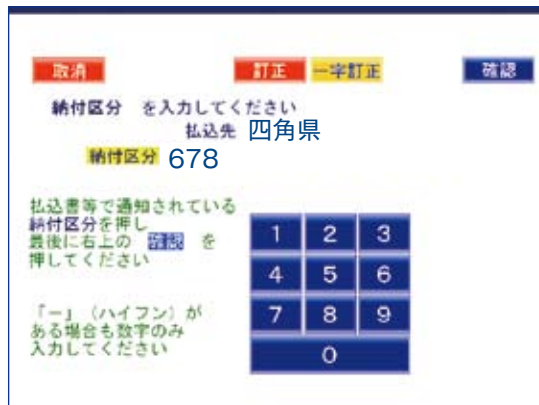 取消 訂正 一字訂正 確認
納付区分 を入力してください
払込先 四角県
納付区分 678
払込書等で通知されている
納付区分を押し
最後に右上の 確認 を
押してください
「－」（ハイフン）が
ある場合も数字のみ
入力してください
1 2 3
4 5 6
7 8 9
0